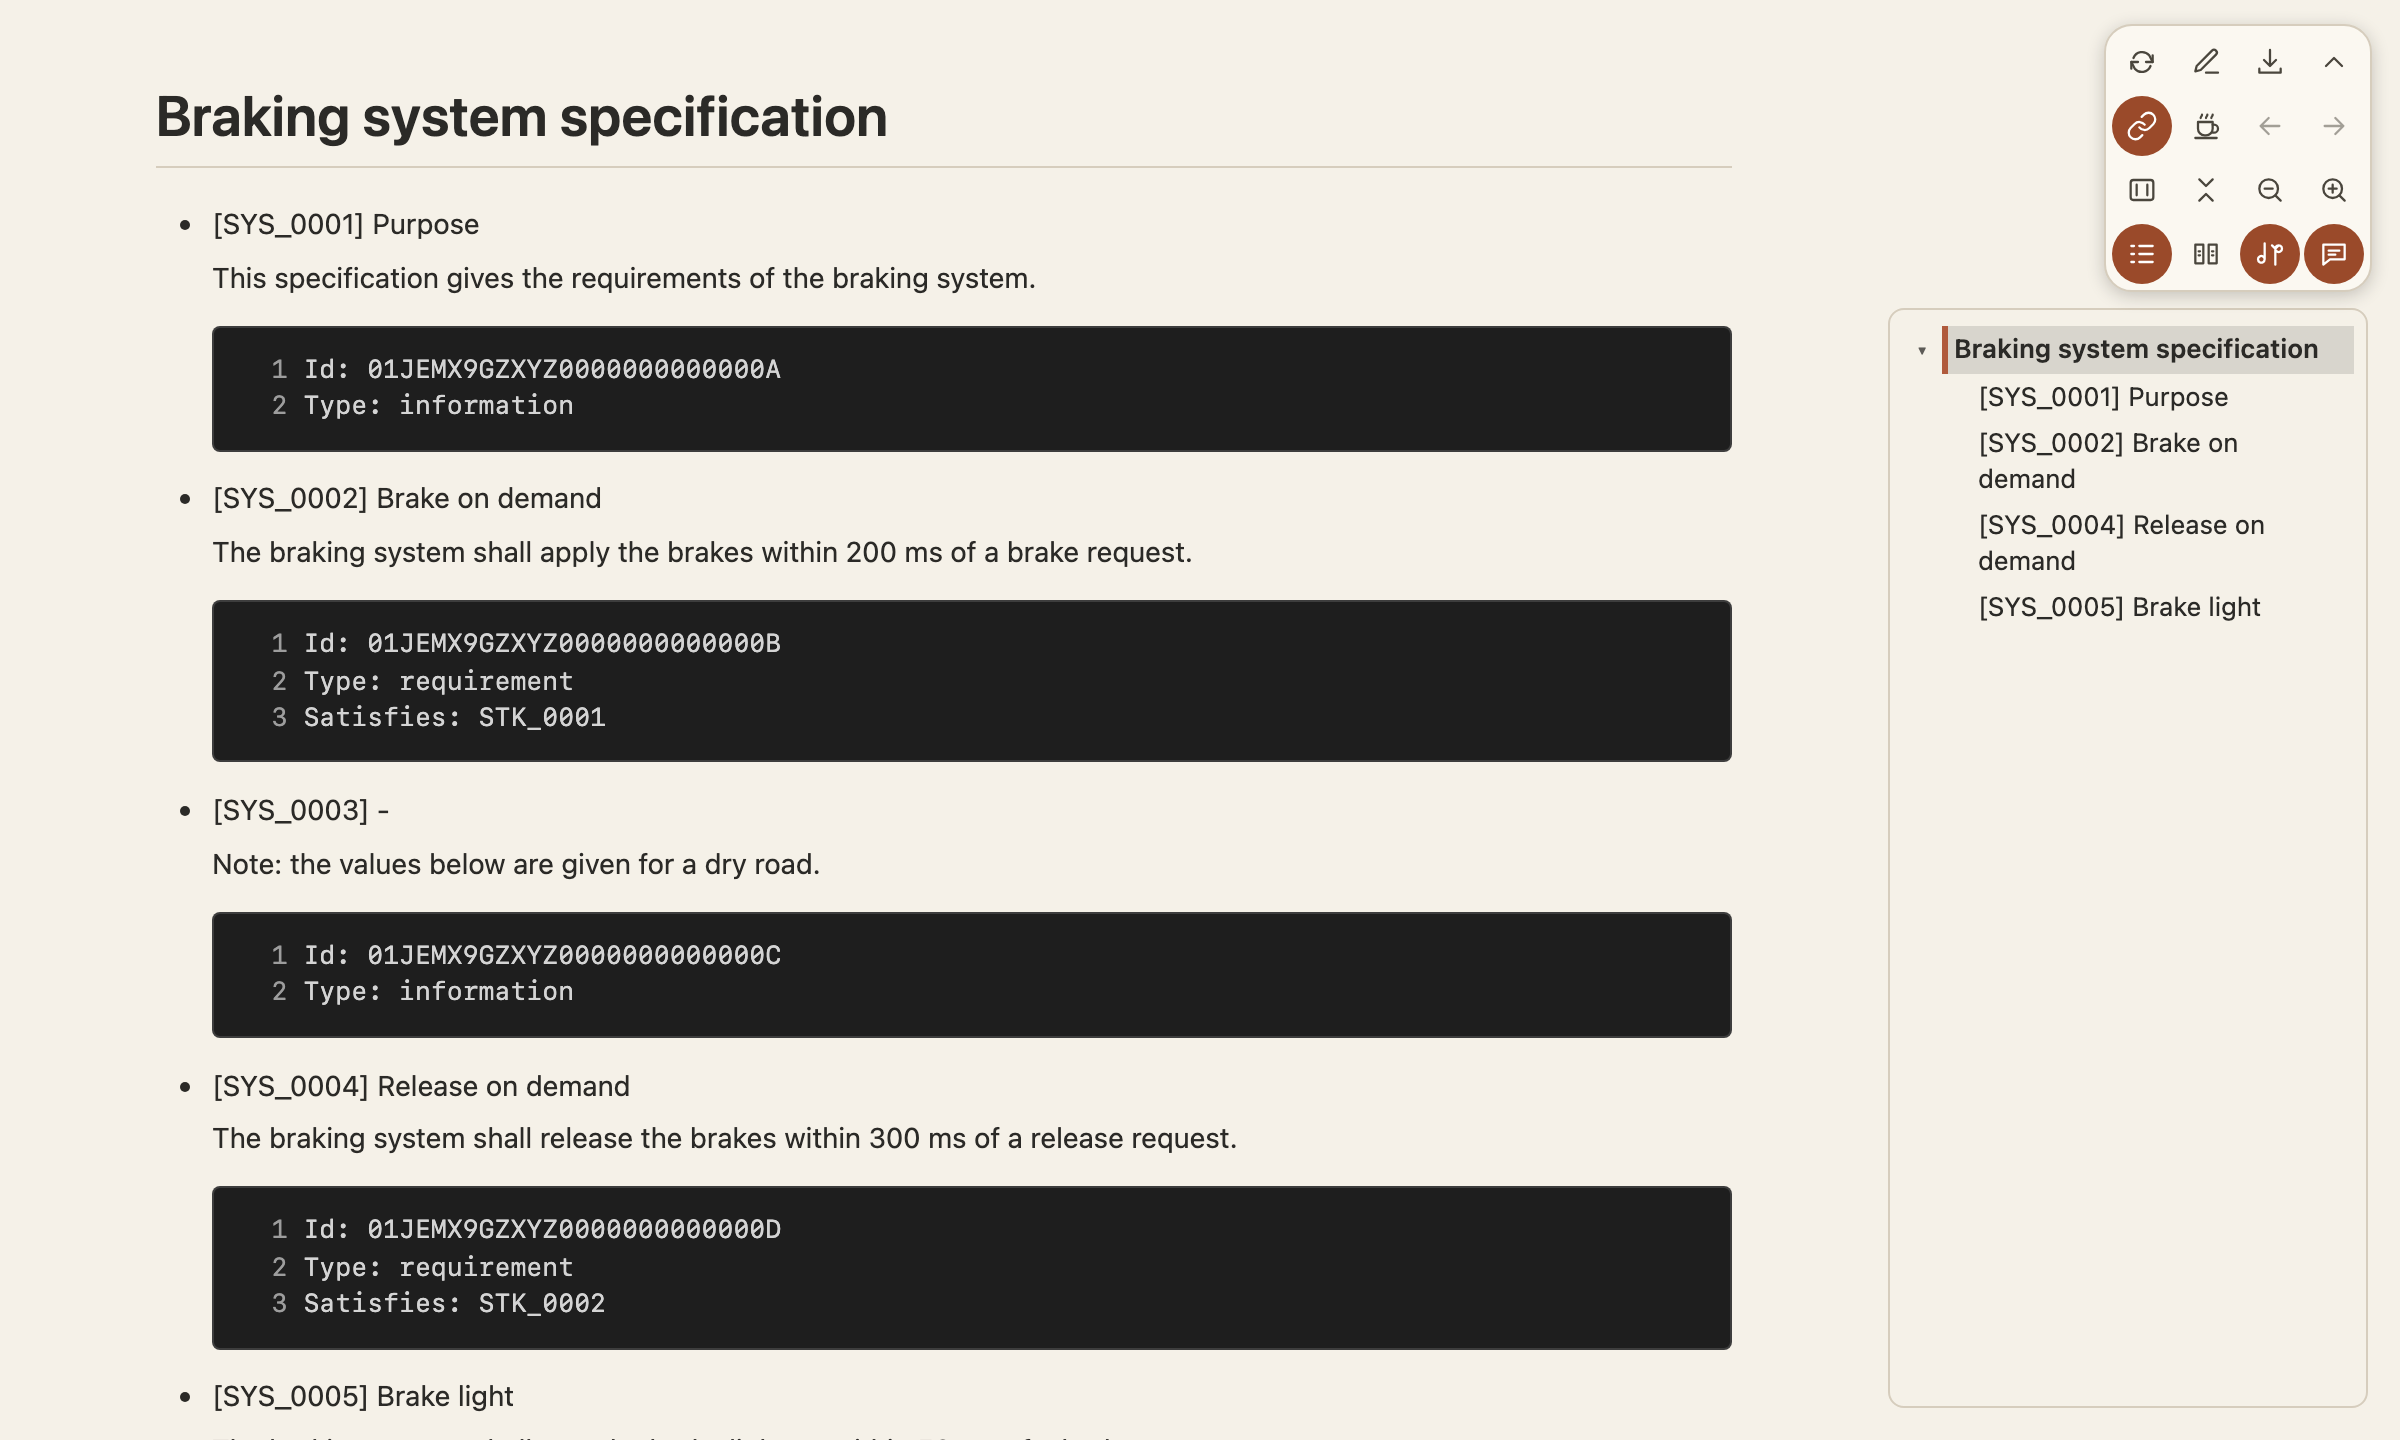 Braking system specification
[SYS_0001] Purpose
This specification gives the requirements of the braking system.
1 Id: 01JEMX9GZXYZ0000000000000A
2 Type: information
[SYS_0002] Brake on demand
The braking system shall apply the brakes within 200 ms of a brake request.
1 Id: 01JEMX9GZXYZ0000000000000B
2 Type: requirement
3 Satisfies: STK_0001
[SYS_0003] -
Note: the values below are given for a dry road.
1 Id: 01JEMX9GZXYZ0000000000000C
2 Type: information
[SYS_0004] Release on demand
The braking system shall release the brakes within 300 ms of a release request.
1 Id: 01JEMX9GZXYZ0000000000000D
2 Type: requirement
3 Satisfies: STK_0002
[SYS_0005] Brake light
Braking system specification
[SYS_0001] Purpose
[SYS_0002] Brake on
demand
[SYS_0004] Release on
demand
[SYS_0005] Brake light